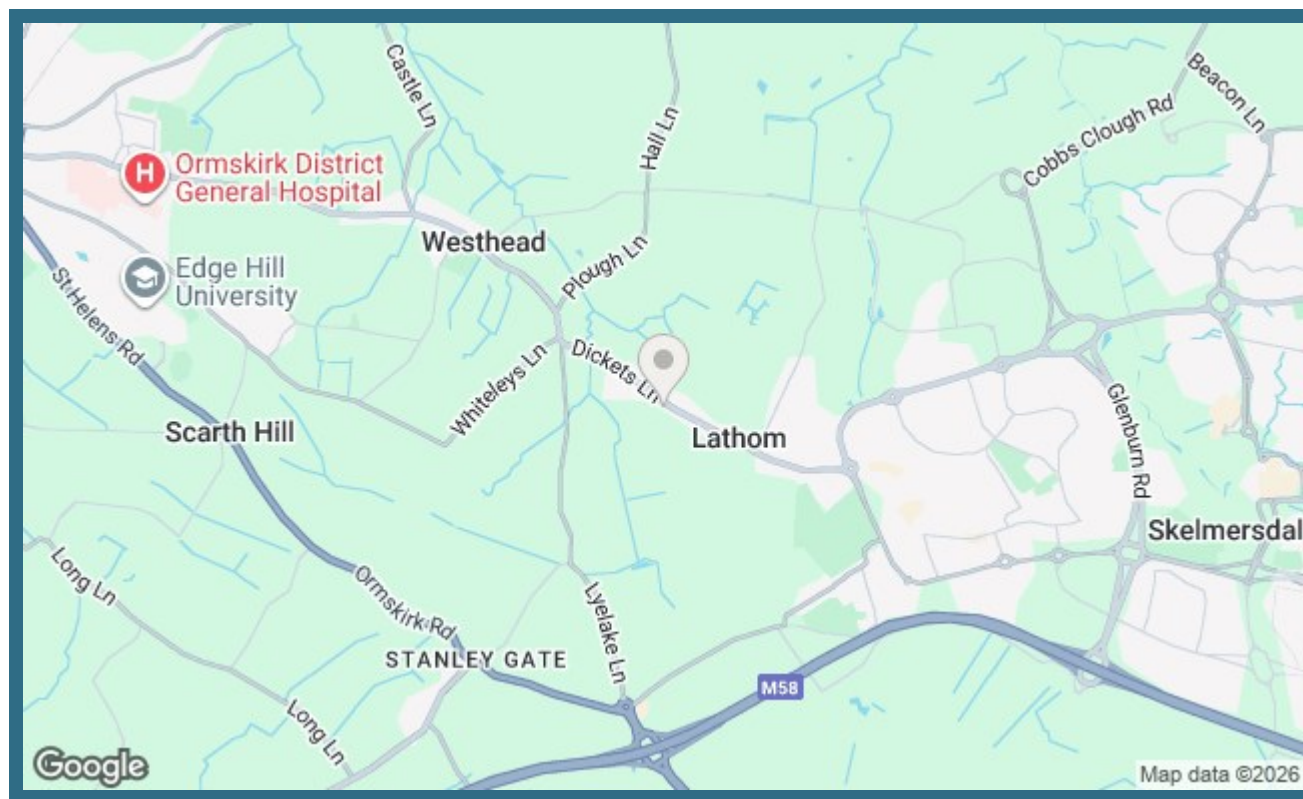 Castle Ln
Hall Ln
Beacon Ln
Cobbs Clough Rd
H
Ormskirk District
General Hospital
Westhead
Plough Ln
Edge Hill
University
St Helens Rd
Dickets Ln
Whiteleys Ln
Scarth Hill
Lathom
Glenburn Rd
Skelmersdal
Long Ln
Ormskirk Rd
Lyelake Ln
STANLEY GATE
M58
Long Ln
Google
Map data ©2026